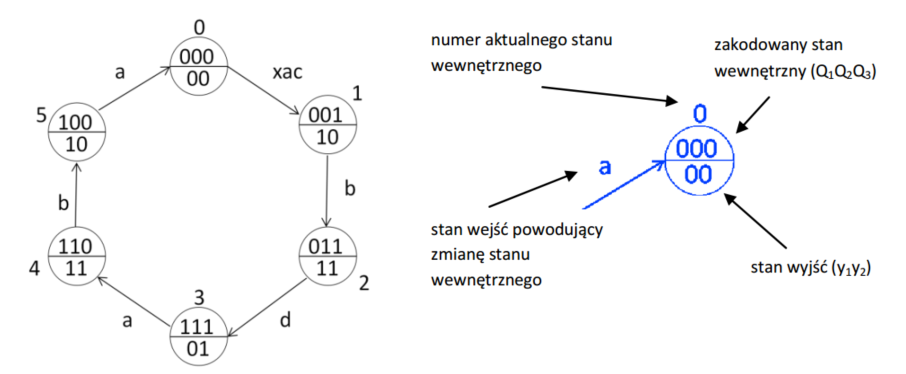 0
000
00
xac
1
001
10
b
011
11
2
d
3
111
01
a
110
11
4
b
5
100
10
a
numer aktualnego stanu
wewnętrznego
zakodowany stan
wewnętrzny (Q₁Q₂Q₃)
0
000
00
a
stan wejść powodujący
zmianę stanu
wewnętrznego
stan wyjść (y₁y₂)